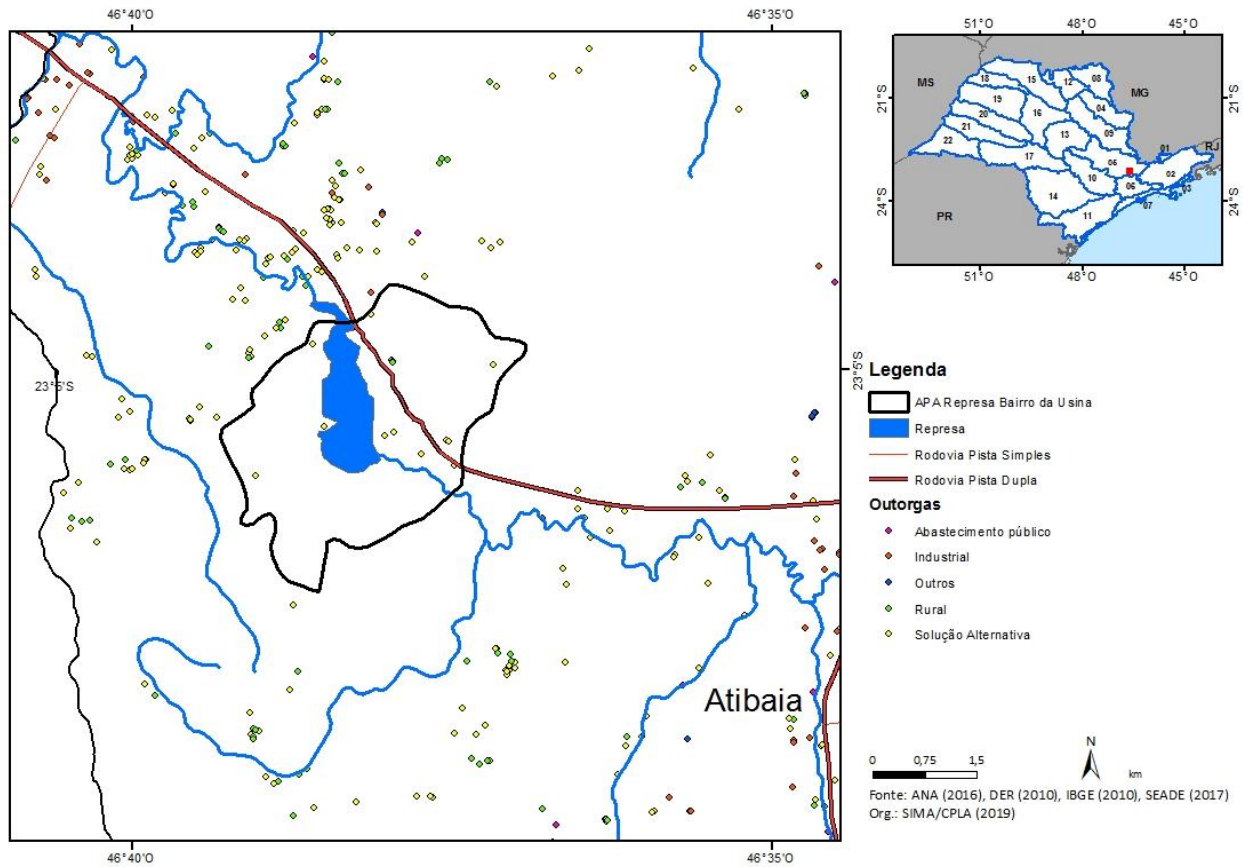 46°40'O
46°35'O
23°5'S
23°5'S
Atibaia
46°40'O
46°35'O
51°O
48°O
45°O
21°S
21°S
24°S
24°S
MS
MG
RJ
PR
18
15
12
08
19
16
04
20
21
13
09
22
17
05
01
10
06
02
03
14
07
11
Legenda
APA Represa Bairro da Usina
Represa
Rodovia Pista Simples
Rodovia Pista Dupla
Outorgas
Abastecimento público
Industrial
Outros
Rural
Solução Alternativa
N
0 0,75 1,5
km
Fonte: ANA (2016), DER (2010), IBGE (2010), SEADE (2017)
Org.: SIMA/CPLA (2019)